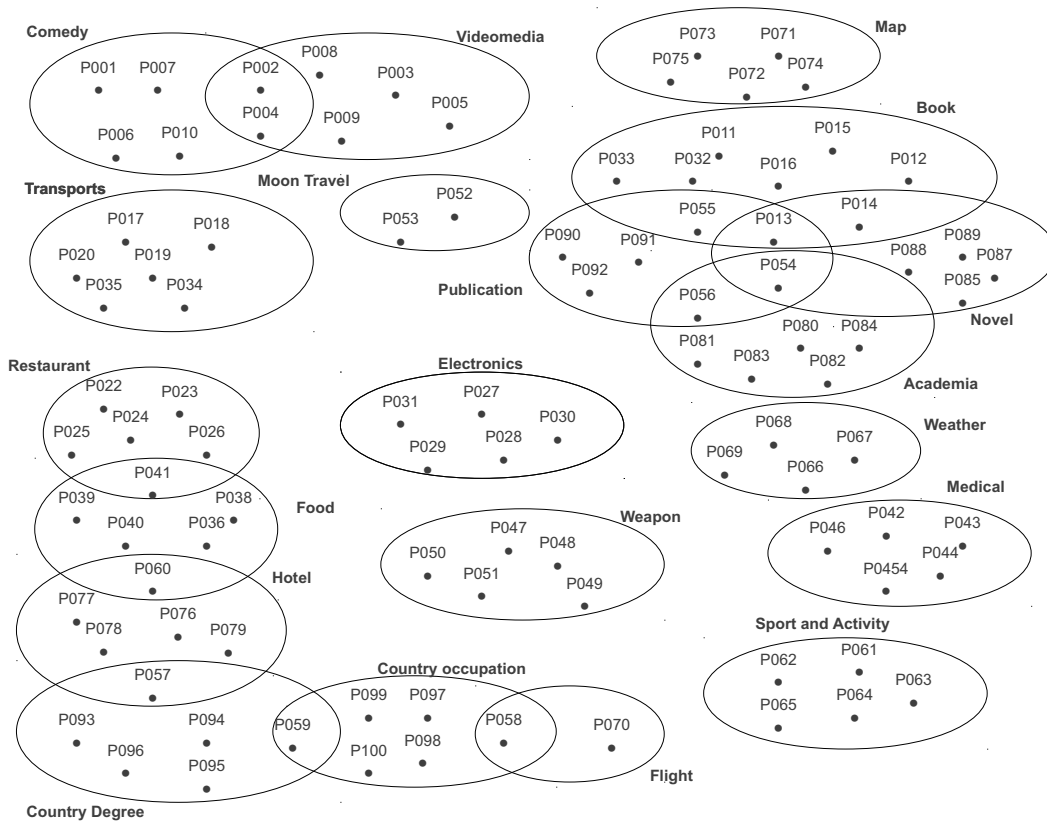 Comedy
Videomedia
P001 P007 P002 P008 P003
P004 P005
P006 P010 P009
Map
P073 P071
P075 P072 P074
Book
P011 P015
P033 P032 P016 P012
P055 P013 P014
Transports
P017 P018
P020 P019
P035 P034
Moon Travel
P052
P053
P090 P091
P092
P088 P089 P087
P054 P085
P056
Publication
Novel
P080 P084
P081 P083 P082
Academia
Restaurant
P022 P023
P024
P025 P026
P041
Electronics
P031 P027 P030
P029 P028
Weather
P068 P067
P069 P066
P039 P038
P040 P036
Food
P060
Weapon
P047
P050 P048
P051 P049
Medical
P046 P042 P043
P044
P0454
Hotel
P077 P076
P078 P079
P057
Sport and Activity
P062 P061
P065 P064 P063
Country occupation
P093 P094 P059
P096 P095
P099 P097 P058
P100 P098
P070
Flight
Country Degree